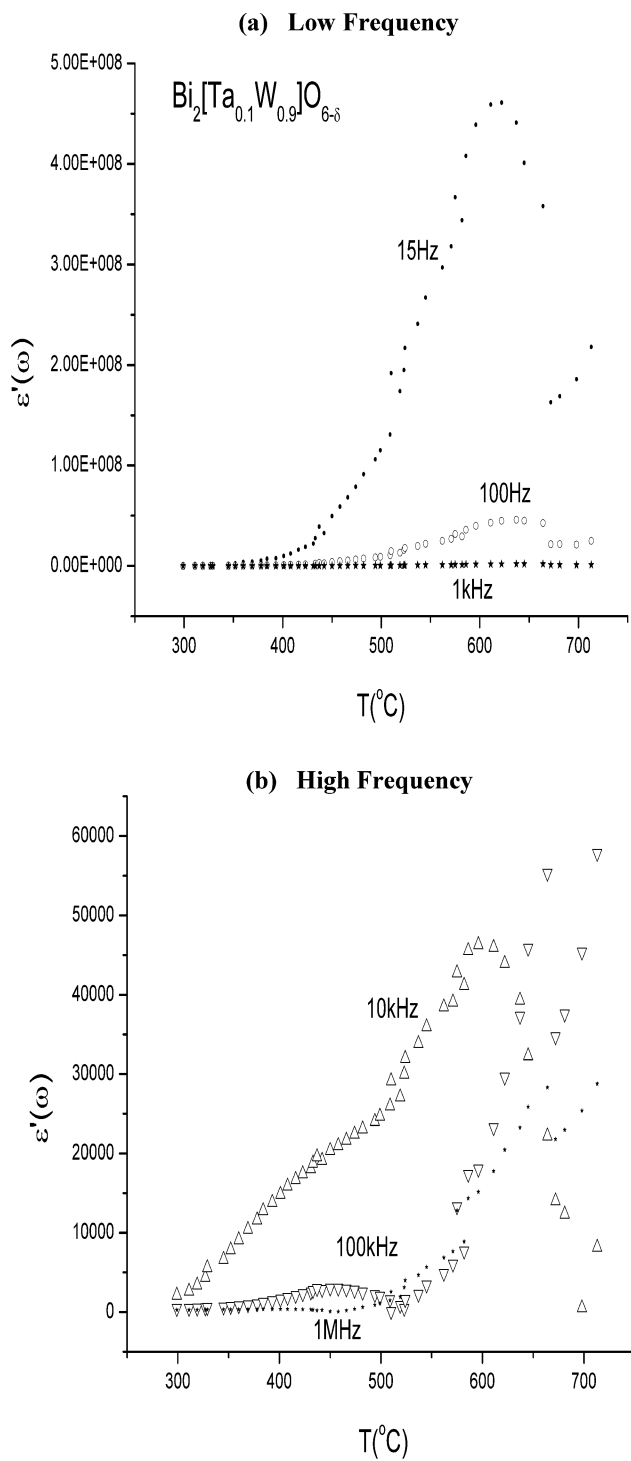 (a) Low Frequency
5.00E+008
4.00E+008
3.00E+008
2.00E+008
1.00E+008
0.00E+000
ε'(ω)
Bi₂[Ta₀.₁W₀.₉]O₆₋δ
15Hz
100Hz
1kHz
300 400 500 600 700
T(°C)
(b) High Frequency
60000
50000
40000
30000
20000
10000
0
ε'(ω)
10kHz
100kHz
1MHz
300 400 500 600 700
T(°C)